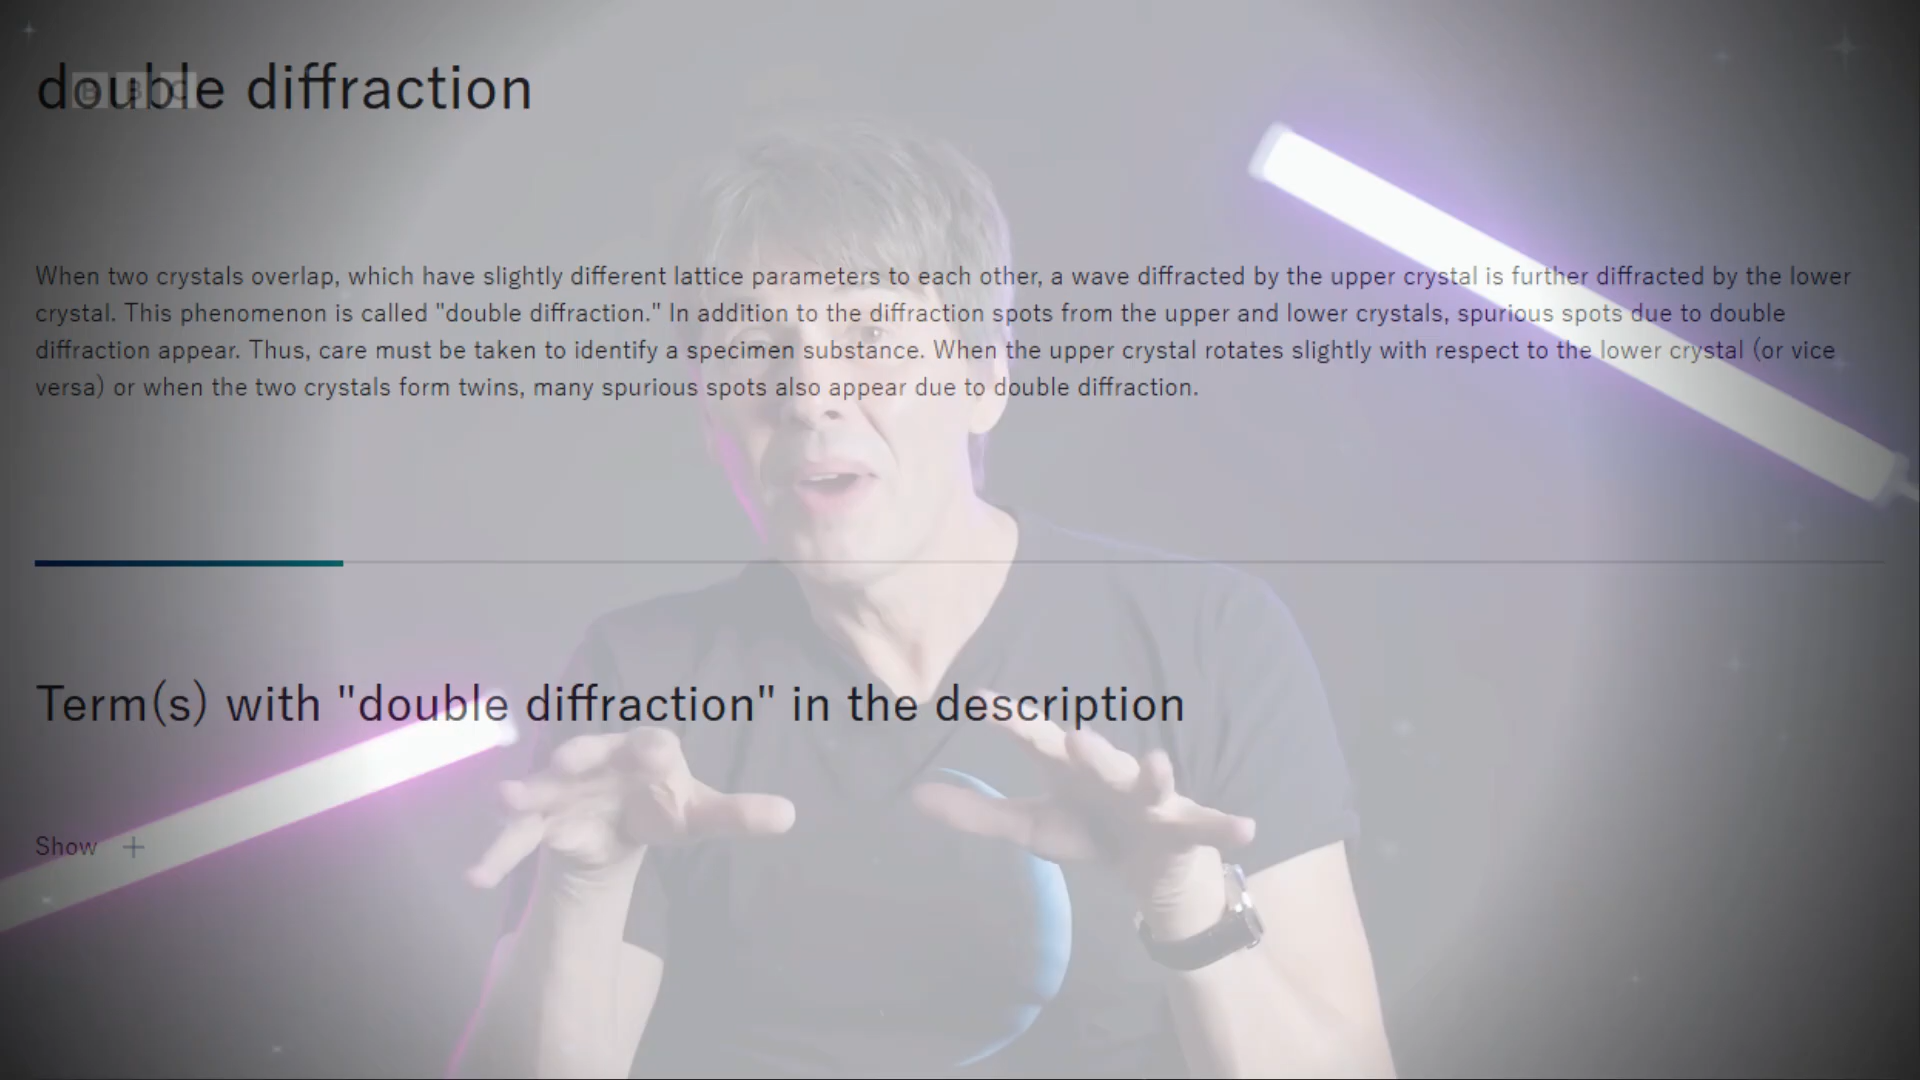 double diffraction
BBC
When two crystals overlap, which have slightly different lattice parameters to each other, a wave diffracted by the upper crystal is further diffracted by the lower
crystal. This phenomenon is called "double diffraction." In addition to the diffraction spots from the upper and lower crystals, spurious spots due to double
diffraction appear. Thus, care must be taken to identify a specimen substance. When the upper crystal rotates slightly with respect to the lower crystal (or vice
versa) or when the two crystals form twins, many spurious spots also appear due to double diffraction.
Term(s) with "double diffraction" in the description
Show +